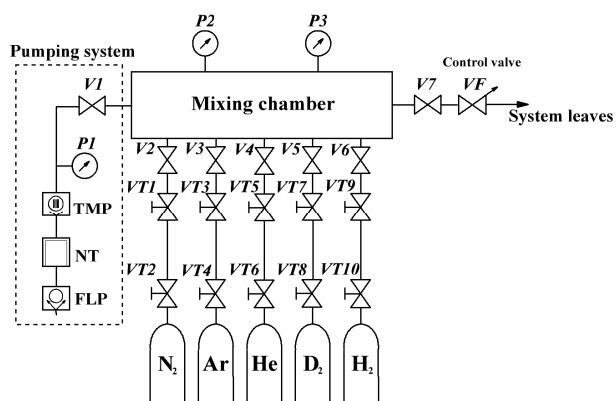 P2
P3
Pumping system
V1
Mixing chamber
Control valve
V7
VF
System leaves
P1
V2
V3
V4
V5
V6
VT1
VT3
VT5
VT7
VT9
TMP
NT
VT2
VT4
VT6
VT8
VT10
FLP
N₂
Ar
He
D₂
H₂